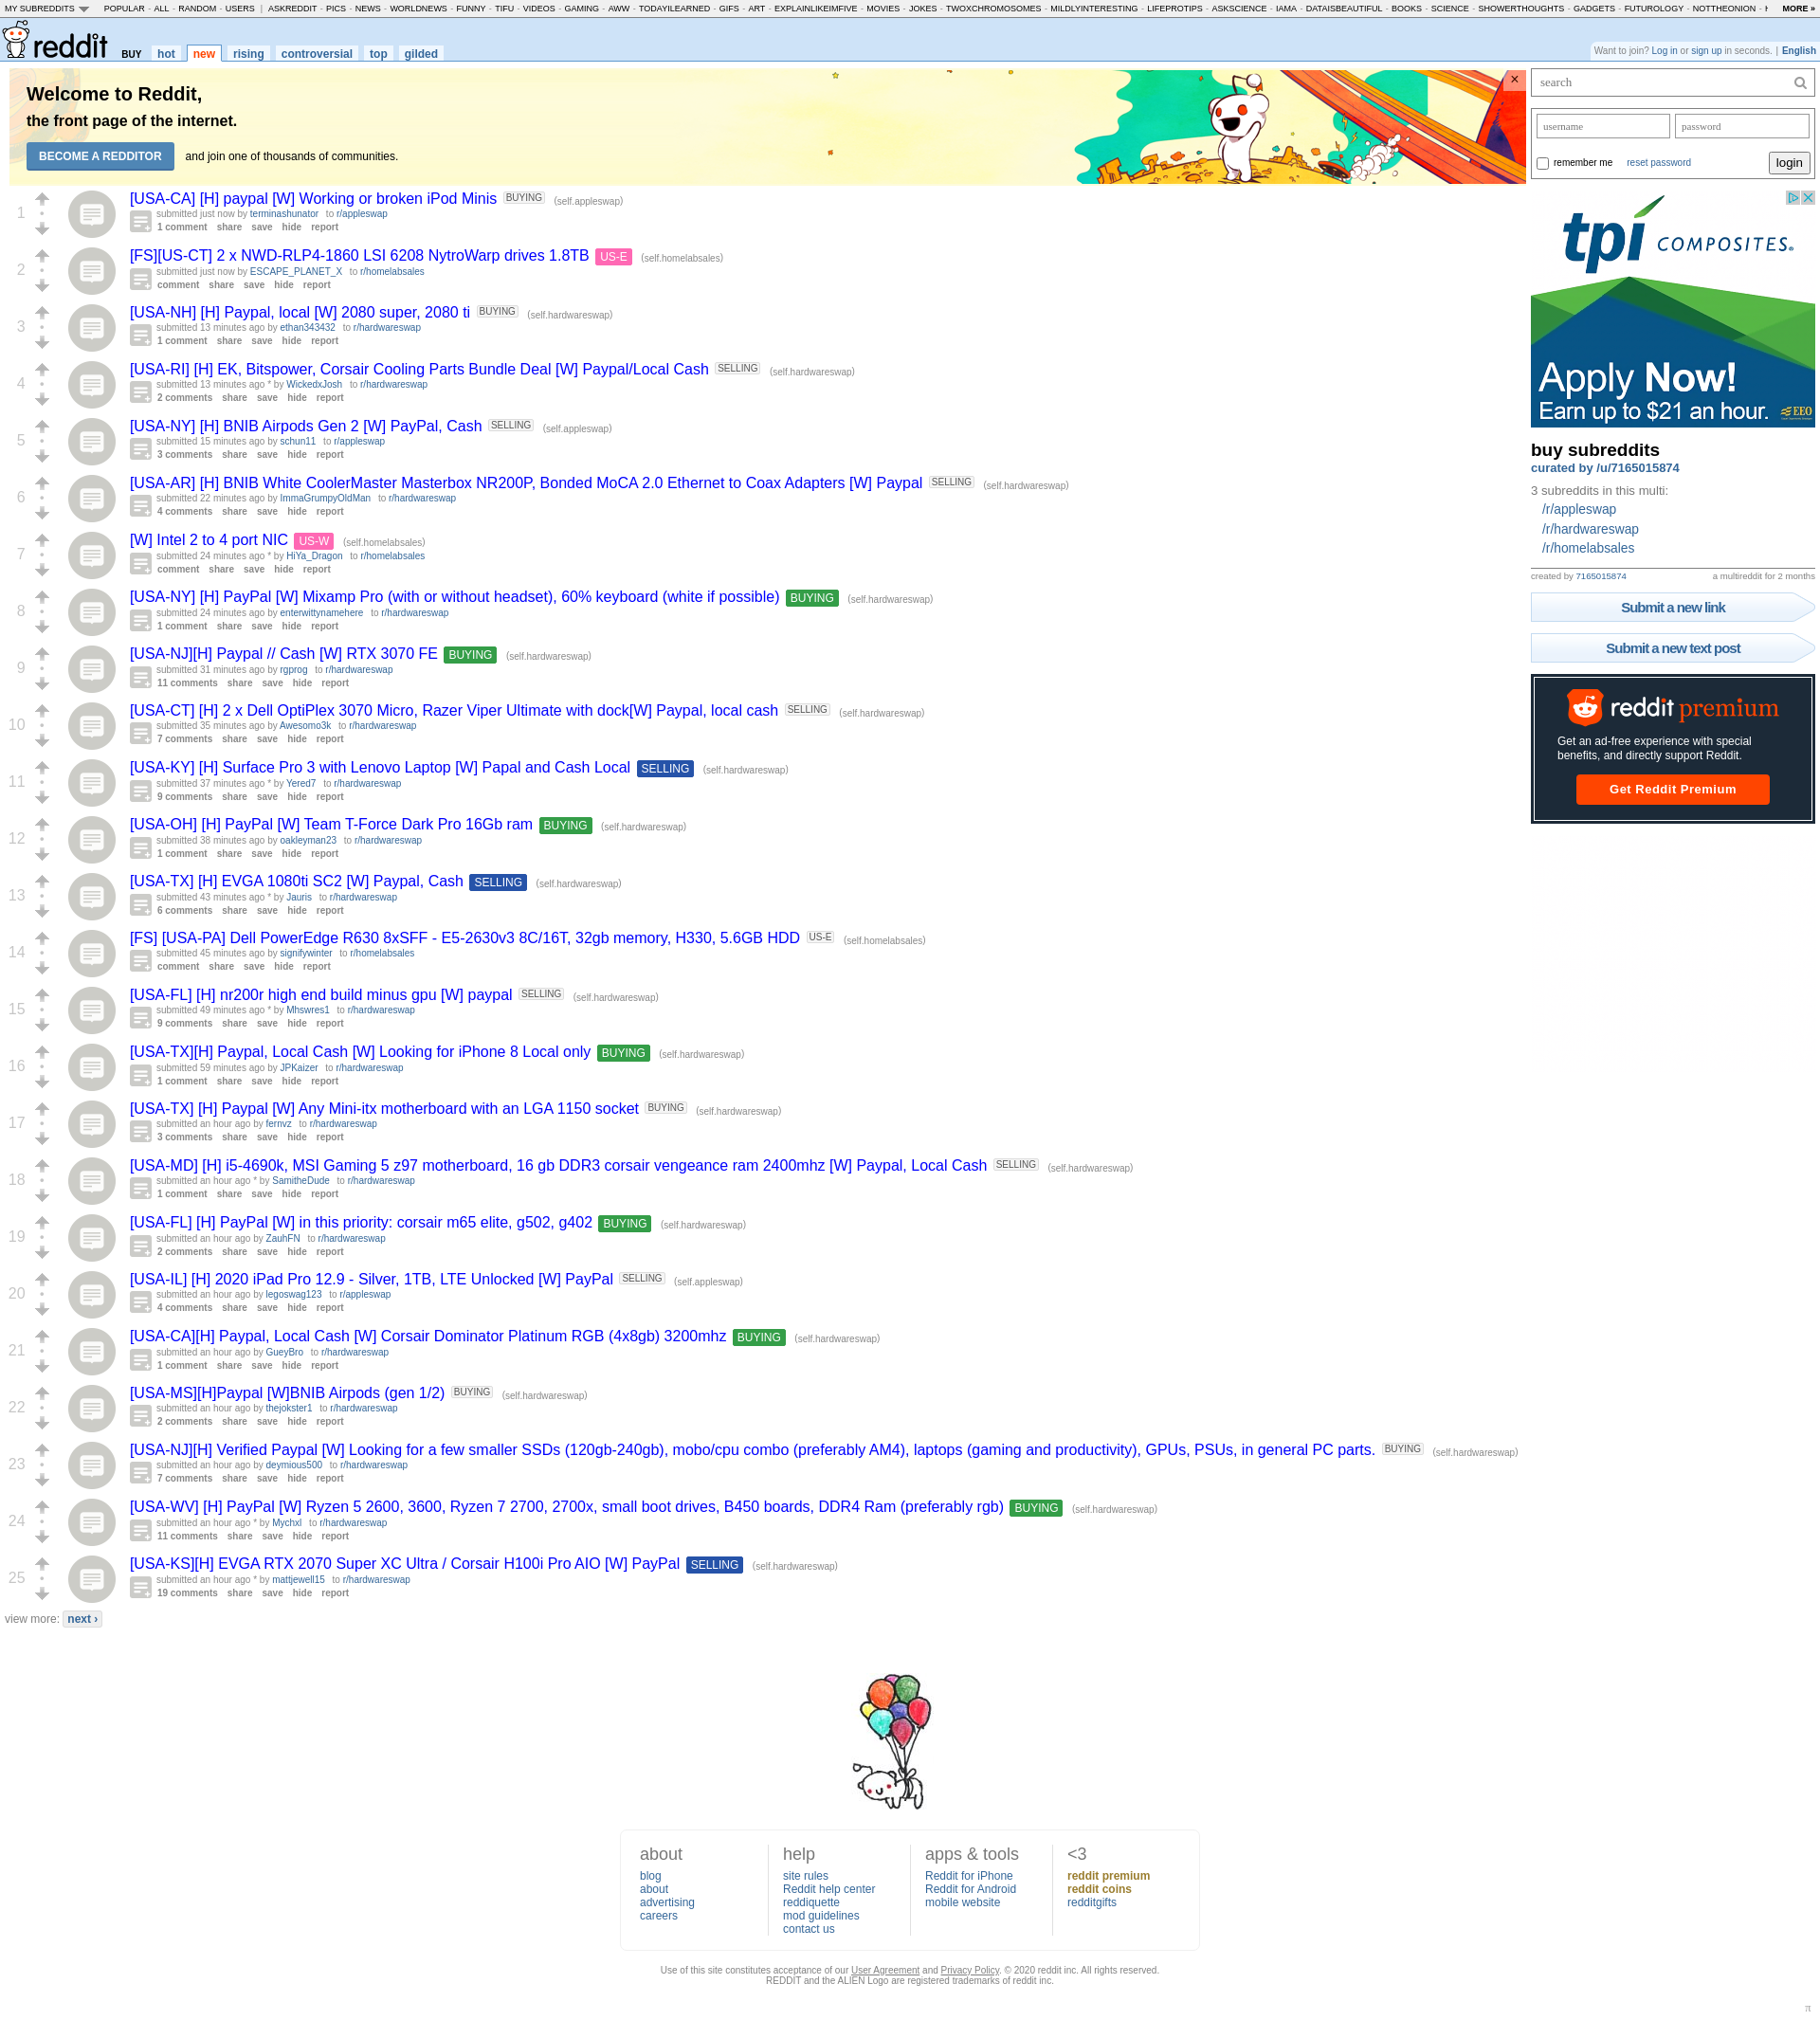 MY SUBREDDITS POPULAR - ALL - RANDOM - USERS | ASKREDDIT - PICS - NEWS - WORLDNEWS - FUNNY - TIFU - VIDEOS - GAMING - AWW - TODAYILEARNED - GIFS - ART - EXPLAINLIKEIMFIVE - MOVIES - JOKES - TWOXCHROMOSOMES - MILDLYINTERESTING - LIFEPROTIPS - ASKSCIENCE - IAMA - DATAISBEAUTIFUL - BOOKS - SCIENCE - SHOWERTHOUGHTS - GADGETS - FUTUROLOGY - NOTTHEONION - MORE »
reddit BUY hot new rising controversial top gilded
Want to join? Log in or sign up in seconds. | English
Welcome to Reddit,
the front page of the internet.
BECOME A REDDITOR and join one of thousands of communities.
×
1
[USA-CA] [H] paypal [W] Working or broken iPod Minis BUYING (self.appleswap)
submitted just now by terminashunator to r/appleswap
1 comment share save hide report
2
[FS][US-CT] 2 x NWD-RLP4-1860 LSI 6208 NytroWarp drives 1.8TB US-E (self.homelabsales)
submitted just now by ESCAPE_PLANET_X to r/homelabsales
comment share save hide report
3
[USA-NH] [H] Paypal, local [W] 2080 super, 2080 ti BUYING (self.hardwareswap)
submitted 13 minutes ago by ethan343432 to r/hardwareswap
1 comment share save hide report
4
[USA-RI] [H] EK, Bitspower, Corsair Cooling Parts Bundle Deal [W] Paypal/Local Cash SELLING (self.hardwareswap)
submitted 13 minutes ago * by WickedxJosh to r/hardwareswap
2 comments share save hide report
5
[USA-NY] [H] BNIB Airpods Gen 2 [W] PayPal, Cash SELLING (self.appleswap)
submitted 15 minutes ago by schun11 to r/appleswap
3 comments share save hide report
6
[USA-AR] [H] BNIB White CoolerMaster Masterbox NR200P, Bonded MoCA 2.0 Ethernet to Coax Adapters [W] Paypal SELLING (self.hardwareswap)
submitted 22 minutes ago by ImmaGrumpyOldMan to r/hardwareswap
4 comments share save hide report
7
[W] Intel 2 to 4 port NIC US-W (self.homelabsales)
submitted 24 minutes ago * by HiYa_Dragon to r/homelabsales
comment share save hide report
8
[USA-NY] [H] PayPal [W] Mixamp Pro (with or without headset), 60% keyboard (white if possible) BUYING (self.hardwareswap)
submitted 24 minutes ago by enterwittynamehere to r/hardwareswap
1 comment share save hide report
9
[USA-NJ][H] Paypal // Cash [W] RTX 3070 FE BUYING (self.hardwareswap)
submitted 31 minutes ago by rgprog to r/hardwareswap
11 comments share save hide report
10
[USA-CT] [H] 2 x Dell OptiPlex 3070 Micro, Razer Viper Ultimate with dock[W] Paypal, local cash SELLING (self.hardwareswap)
submitted 35 minutes ago by Awesomo3k to r/hardwareswap
7 comments share save hide report
11
[USA-KY] [H] Surface Pro 3 with Lenovo Laptop [W] Papal and Cash Local SELLING (self.hardwareswap)
submitted 37 minutes ago * by Yered7 to r/hardwareswap
9 comments share save hide report
12
[USA-OH] [H] PayPal [W] Team T-Force Dark Pro 16Gb ram BUYING (self.hardwareswap)
submitted 38 minutes ago by oakleyman23 to r/hardwareswap
1 comment share save hide report
13
[USA-TX] [H] EVGA 1080ti SC2 [W] Paypal, Cash SELLING (self.hardwareswap)
submitted 43 minutes ago * by Jauris to r/hardwareswap
6 comments share save hide report
14
[FS] [USA-PA] Dell PowerEdge R630 8xSFF - E5-2630v3 8C/16T, 32gb memory, H330, 5.6GB HDD US-E (self.homelabsales)
submitted 45 minutes ago by signifywinter to r/homelabsales
comment share save hide report
15
[USA-FL] [H] nr200r high end build minus gpu [W] paypal SELLING (self.hardwareswap)
submitted 49 minutes ago * by Mhswres1 to r/hardwareswap
9 comments share save hide report
16
[USA-TX][H] Paypal, Local Cash [W] Looking for iPhone 8 Local only BUYING (self.hardwareswap)
submitted 59 minutes ago by JPKaizer to r/hardwareswap
1 comment share save hide report
17
[USA-TX] [H] Paypal [W] Any Mini-itx motherboard with an LGA 1150 socket BUYING (self.hardwareswap)
submitted an hour ago by fernvz to r/hardwareswap
3 comments share save hide report
18
[USA-MD] [H] i5-4690k, MSI Gaming 5 z97 motherboard, 16 gb DDR3 corsair vengeance ram 2400mhz [W] Paypal, Local Cash SELLING (self.hardwareswap)
submitted an hour ago * by SamitheDude to r/hardwareswap
1 comment share save hide report
19
[USA-FL] [H] PayPal [W] in this priority: corsair m65 elite, g502, g402 BUYING (self.hardwareswap)
submitted an hour ago by ZauhFN to r/hardwareswap
2 comments share save hide report
20
[USA-IL] [H] 2020 iPad Pro 12.9 - Silver, 1TB, LTE Unlocked [W] PayPal SELLING (self.appleswap)
submitted an hour ago by legoswag123 to r/appleswap
4 comments share save hide report
21
[USA-CA][H] Paypal, Local Cash [W] Corsair Dominator Platinum RGB (4x8gb) 3200mhz BUYING (self.hardwareswap)
submitted an hour ago by GueyBro to r/hardwareswap
1 comment share save hide report
22
[USA-MS][H]Paypal [W]BNIB Airpods (gen 1/2) BUYING (self.hardwareswap)
submitted an hour ago by thejokster1 to r/hardwareswap
2 comments share save hide report
23
[USA-NJ][H] Verified Paypal [W] Looking for a few smaller SSDs (120gb-240gb), mobo/cpu combo (preferably AM4), laptops (gaming and productivity), GPUs, PSUs, in general PC parts. BUYING (self.hardwareswap)
submitted an hour ago by deymious500 to r/hardwareswap
7 comments share save hide report
24
[USA-WV] [H] PayPal [W] Ryzen 5 2600, 3600, Ryzen 7 2700, 2700x, small boot drives, B450 boards, DDR4 Ram (preferably rgb) BUYING (self.hardwareswap)
submitted an hour ago * by Mychxl to r/hardwareswap
11 comments share save hide report
25
[USA-KS][H] EVGA RTX 2070 Super XC Ultra / Corsair H100i Pro AIO [W] PayPal SELLING (self.hardwareswap)
submitted an hour ago * by mattjewell15 to r/hardwareswap
19 comments share save hide report
view more: next ›
search
username password
remember me reset password login
tpi COMPOSITES®
Apply Now!
Earn up to $21 an hour. EEO
buy subreddits
curated by /u/7165015874
3 subreddits in this multi:
/r/appleswap
/r/hardwareswap
/r/homelabsales
created by 7165015874 a multireddit for 2 months
Submit a new link
Submit a new text post
reddit premium
Get an ad-free experience with special
benefits, and directly support Reddit.
Get Reddit Premium
about
blog
about
advertising
careers
help
site rules
Reddit help center
reddiquette
mod guidelines
contact us
apps & tools
Reddit for iPhone
Reddit for Android
mobile website
<3
reddit premium
reddit coins
redditgifts
Use of this site constitutes acceptance of our User Agreement and Privacy Policy. © 2020 reddit inc. All rights reserved.
REDDIT and the ALIEN Logo are registered trademarks of reddit inc.
π